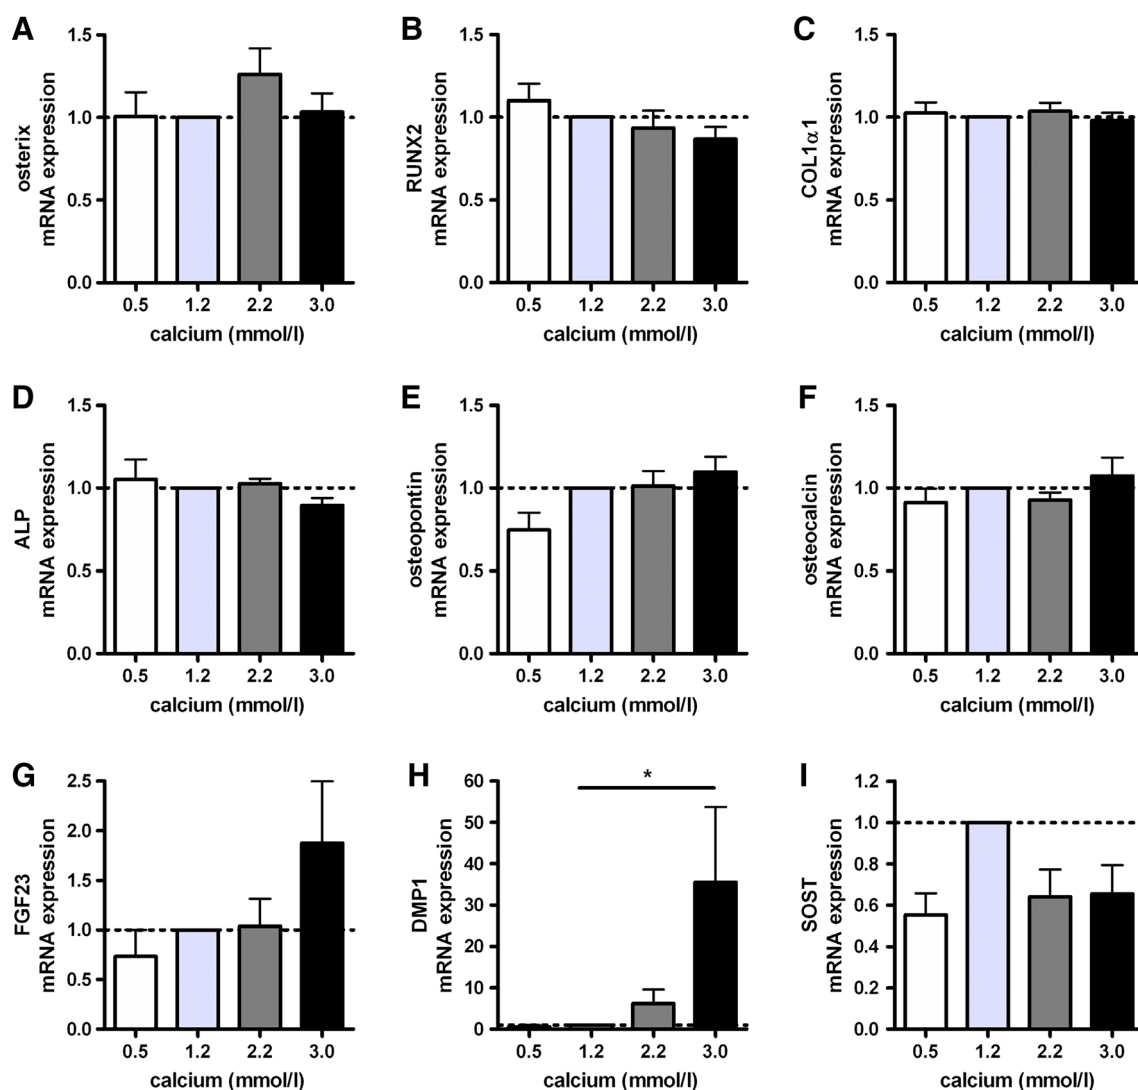 A
osterix
mRNA expression
1.5
1.0
0.5
0.0
0.5 1.2 2.2 3.0
calcium (mmol/l)
B
RUNX2
mRNA expression
1.5
1.0
0.5
0.0
0.5 1.2 2.2 3.0
calcium (mmol/l)
C
COL1α1
mRNA expression
1.5
1.0
0.5
0.0
0.5 1.2 2.2 3.0
calcium (mmol/l)
D
ALP
mRNA expression
1.5
1.0
0.5
0.0
0.5 1.2 2.2 3.0
calcium (mmol/l)
E
osteopontin
mRNA expression
1.5
1.0
0.5
0.0
0.5 1.2 2.2 3.0
calcium (mmol/l)
F
osteocalcin
mRNA expression
1.5
1.0
0.5
0.0
0.5 1.2 2.2 3.0
calcium (mmol/l)
G
FGF23
mRNA expression
2.5
2.0
1.5
1.0
0.5
0.0
0.5 1.2 2.2 3.0
calcium (mmol/l)
H
DMP1
mRNA expression
60
50
40
30
20
10
0
*
0.5 1.2 2.2 3.0
calcium (mmol/l)
I
SOST
mRNA expression
1.2
1.0
0.8
0.6
0.4
0.2
0.0
0.5 1.2 2.2 3.0
calcium (mmol/l)